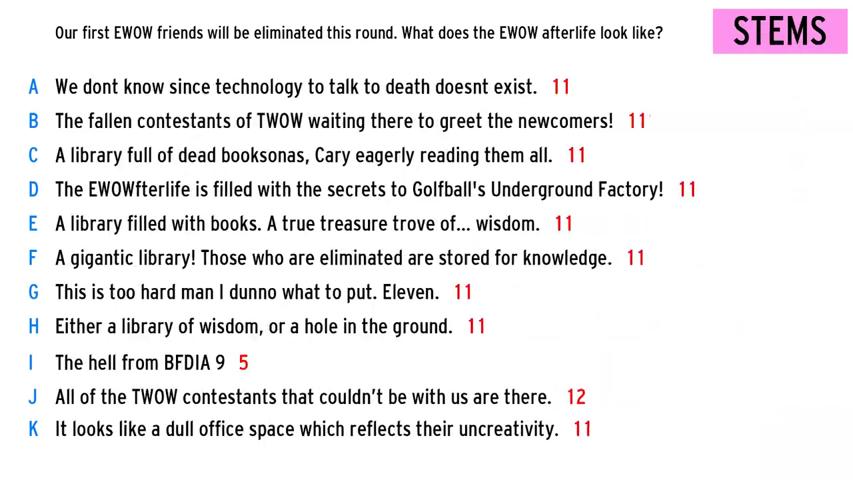 Our first EWOW friends will be eliminated this round. What does the EWOW afterlife look like?
STEMS
A We dont know since technology to talk to death doesnt exist. 11
B The fallen contestants of TWOW waiting there to greet the newcomers! 11
C A library full of dead booksonas, Cary eagerly reading them all. 11
D The EWOWfterlife is filled with the secrets to Golfball's Underground Factory! 11
E A library filled with books. A true treasure trove of... wisdom. 11
F A gigantic library! Those who are eliminated are stored for knowledge. 11
G This is too hard man I dunno what to put. Eleven. 11
H Either a library of wisdom, or a hole in the ground. 11
I The hell from BFDIA 9 5
J All of the TWOW contestants that couldn't be with us are there. 12
K It looks like a dull office space which reflects their uncreativity. 11